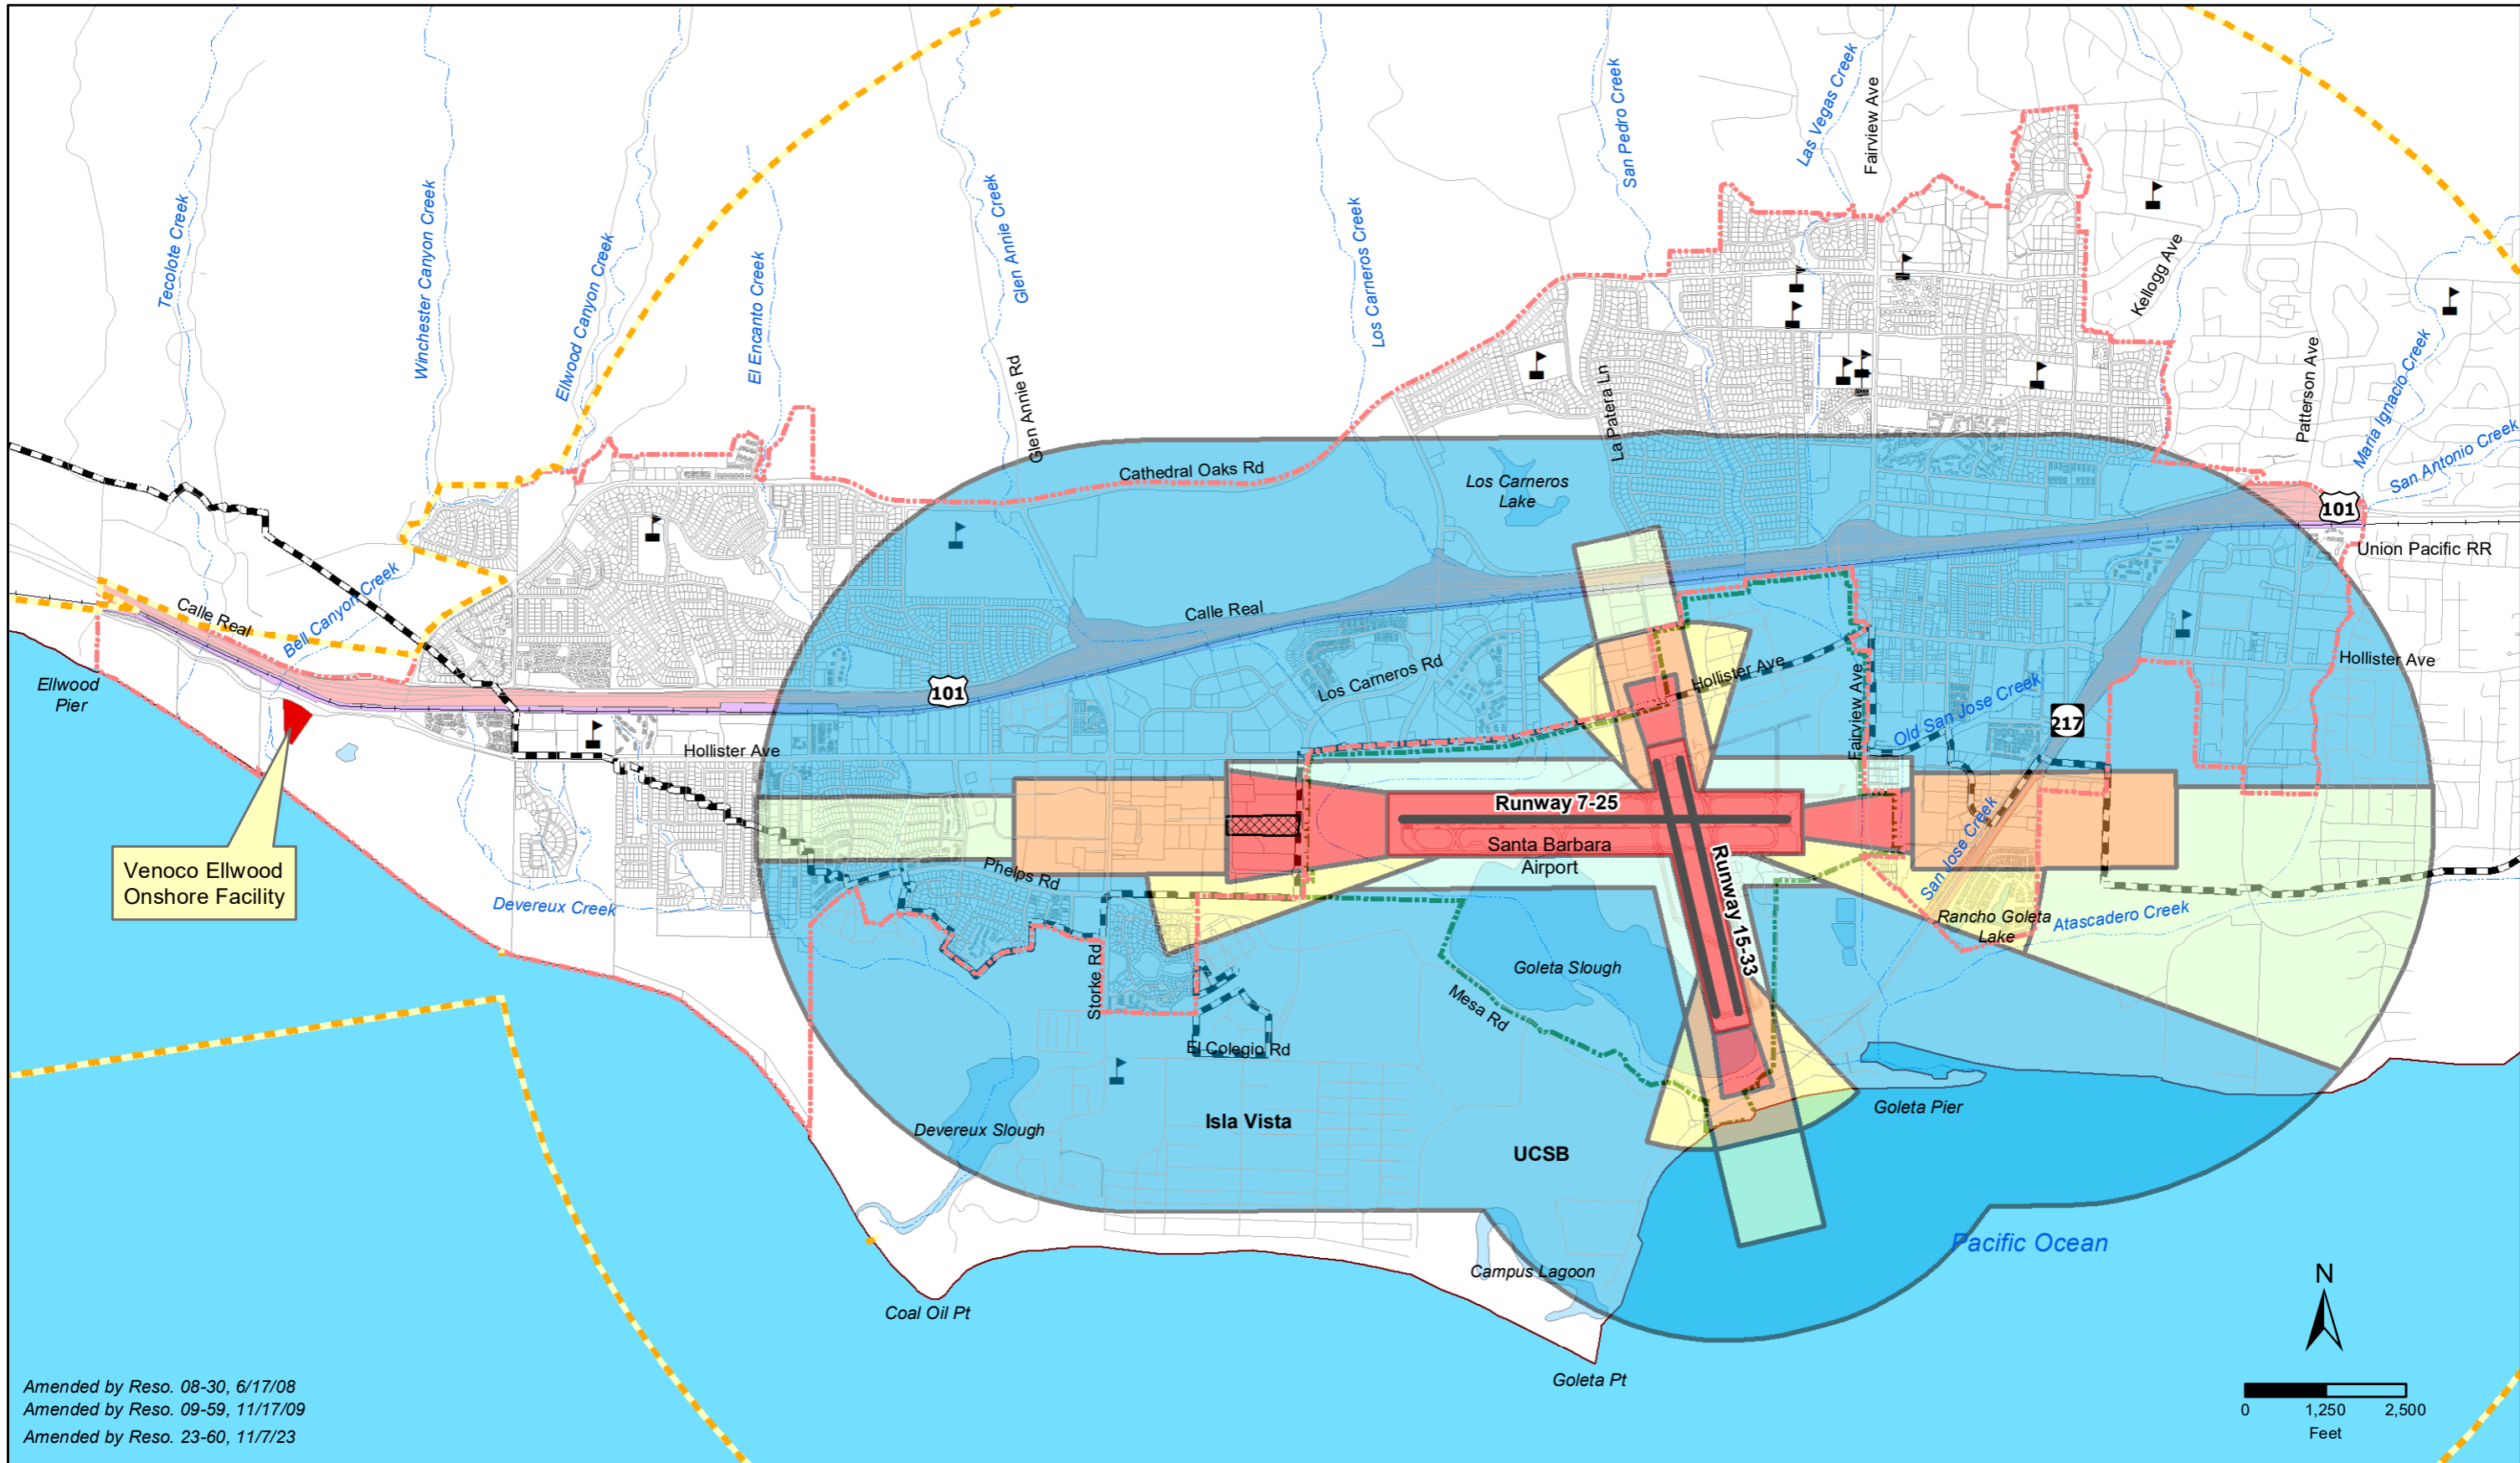 Tecolote Creek
Winchester Canyon Creek
Ellwood Canyon Creek
El Encanto Creek
Glen Annie Creek
Glen Annie Rd
Los Carneros Creek
San Pedro Creek
Las Vegas Creek
Fairview Ave
Kellogg Ave
Patterson Ave
Maria Ignacio Creek
San Antonio Creek
La Patera Ln
Cathedral Oaks Rd
Los Carneros
Lake
101
Union Pacific RR
Calle Real
Bell Canyon Creek
Calle Real
Ellwood
Pier
101
Los Carneros Rd
Hollister Ave
Hollister Ave
Fairview Ave
Old San Jose Creek
217
Hollister Ave
Runway 7-25
Santa Barbara
Airport
Runway 15-33
Venoco Ellwood
Onshore Facility
Phelps Rd
Devereux Creek
San Jose Creek
Rancho Goleta
Lake
Atascadero Creek
Storke Rd
Goleta Slough
Mesa Rd
El Colegio Rd
Devereux Slough
Isla Vista
UCSB
Goleta Pier
Pacific Ocean
Campus Lagoon
Coal Oil Pt
Goleta Pt
N
0 1,250 2,500
Feet
Amended by Reso. 08-30, 6/17/08
Amended by Reso. 09-59, 11/17/09
Amended by Reso. 23-60, 11/7/23